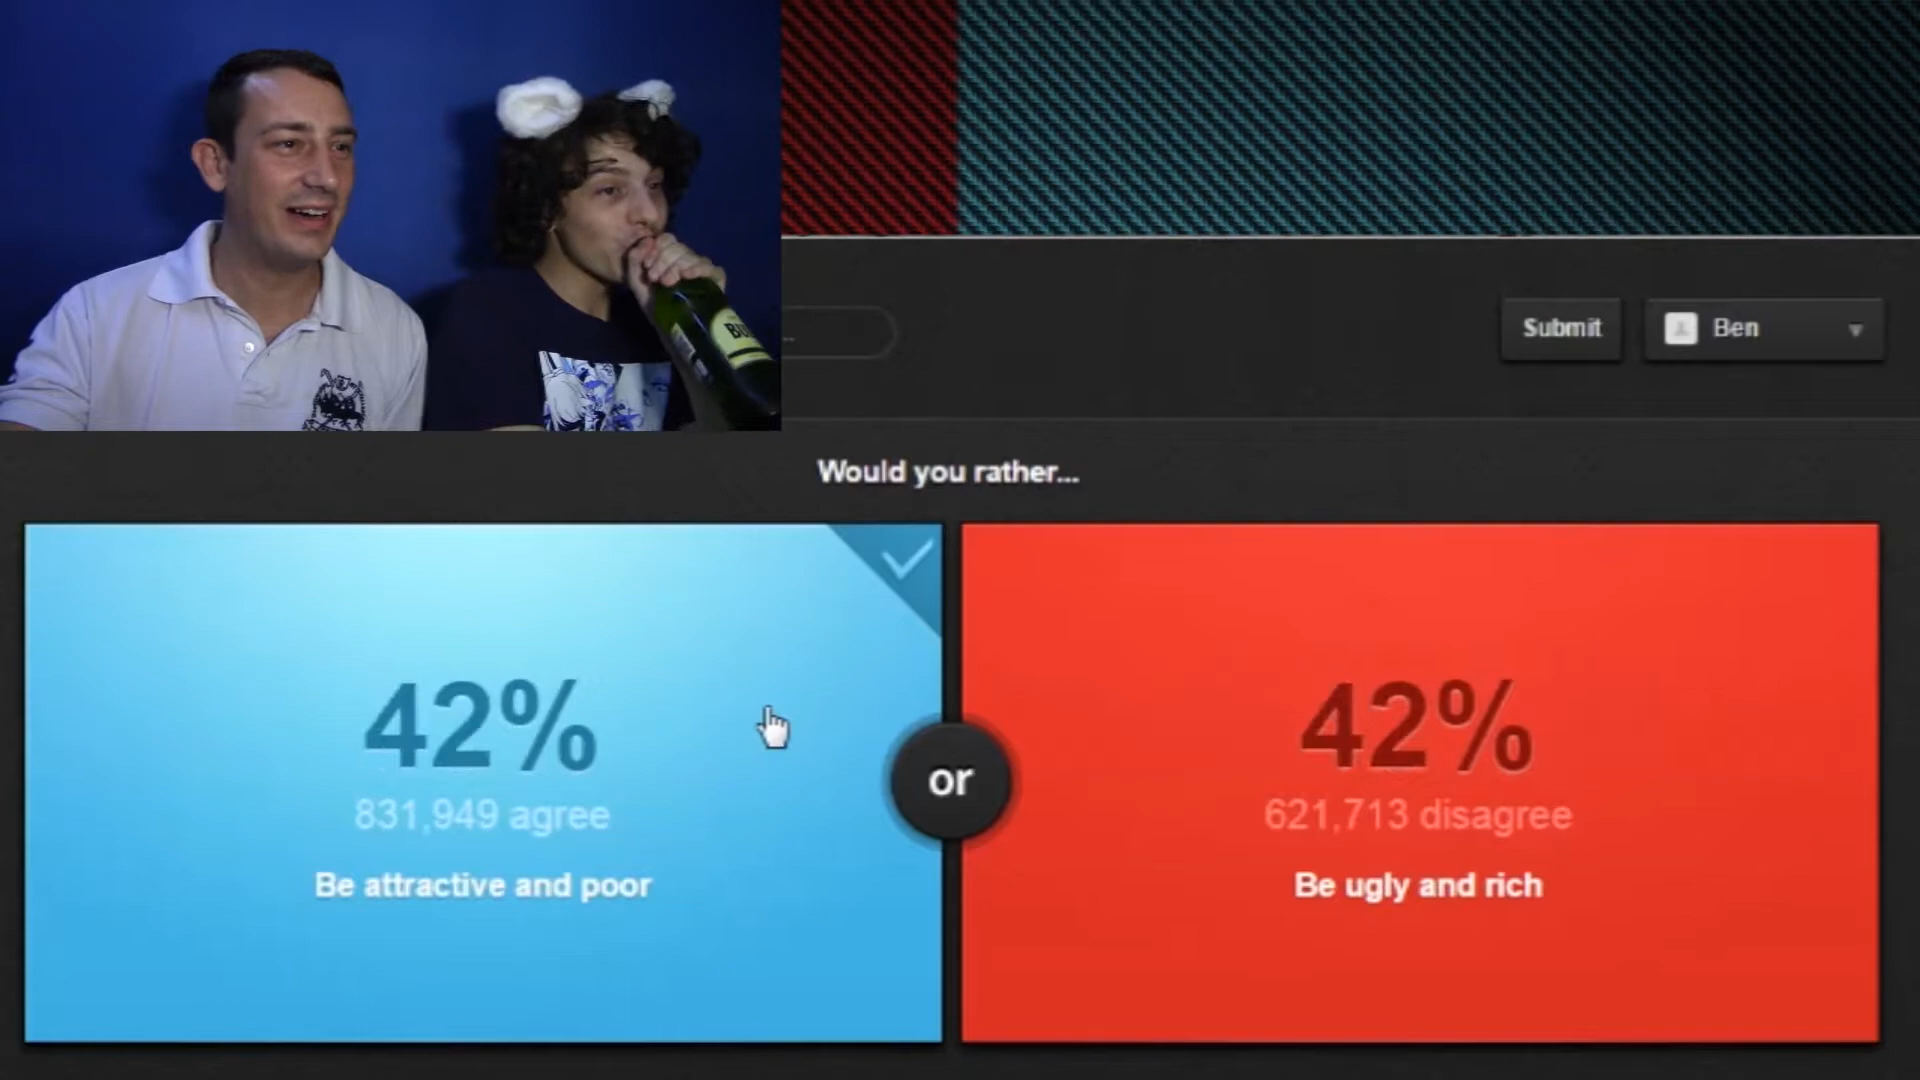 Submit
Ben
Would you rather...
42%
831,949 agree
Be attractive and poor
or
42%
621,713 disagree
Be ugly and rich